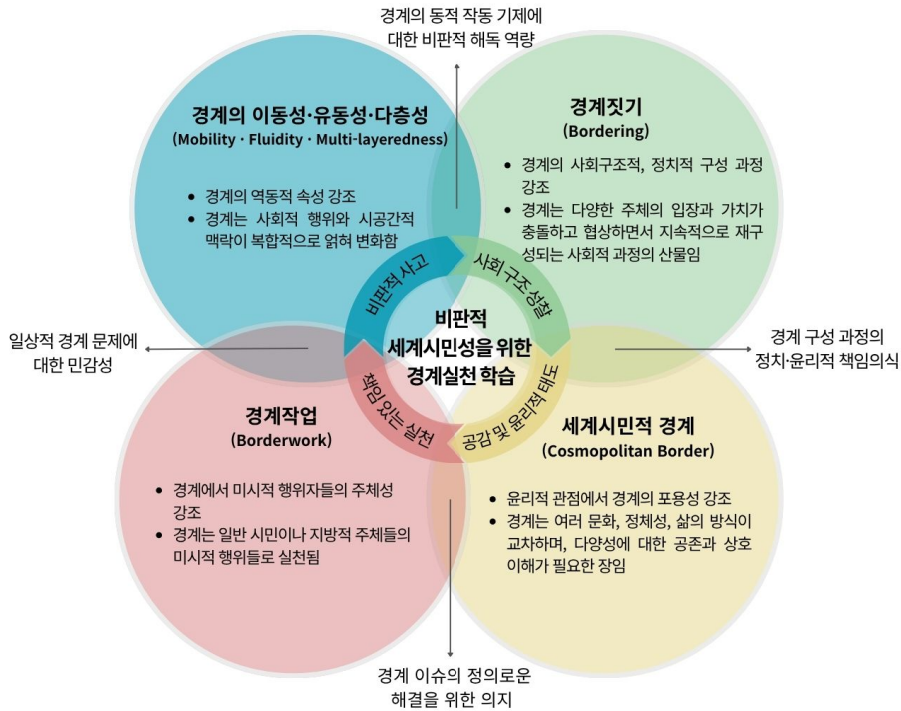 경계의 동적 작동 기제에
대한 비판적 해독 역량
경계의 이동성·유동성·다층성
(Mobility · Fluidity · Multi-layeredness)
• 경계의 역동적 속성 강조
• 경계는 사회적 행위와 시공간적
맥락이 복합적으로 얽혀 변화함
경계짓기
(Bordering)
• 경계의 사회구조적, 정치적 구성 과정
강조
• 경계는 다양한 주체의 입장과 가치가
충돌하고 협상하면서 지속적으로 재구
성되는 사회적 과정의 산물임
비판적 사고
사회 구조 성찰
비판적
세계시민성을 위한
경계실천 학습
책임 있는 실천
공감 및 윤리적 태도
일상적 경계 문제에
대한 민감성
경계 구성 과정의
정치·윤리적 책임의식
경계작업
(Borderwork)
• 경계에서 미시적 행위자들의 주체성
강조
• 경계는 일반 시민이나 지방적 주체들의
미시적 행위들로 실천됨
세계시민적 경계
(Cosmopolitan Border)
• 윤리적 관점에서 경계의 포용성 강조
• 경계는 여러 문화, 정체성, 삶의 방식이
교차하며, 다양성에 대한 공존과 상호
이해가 필요한 장임
경계 이슈의 정의로운
해결을 위한 의지